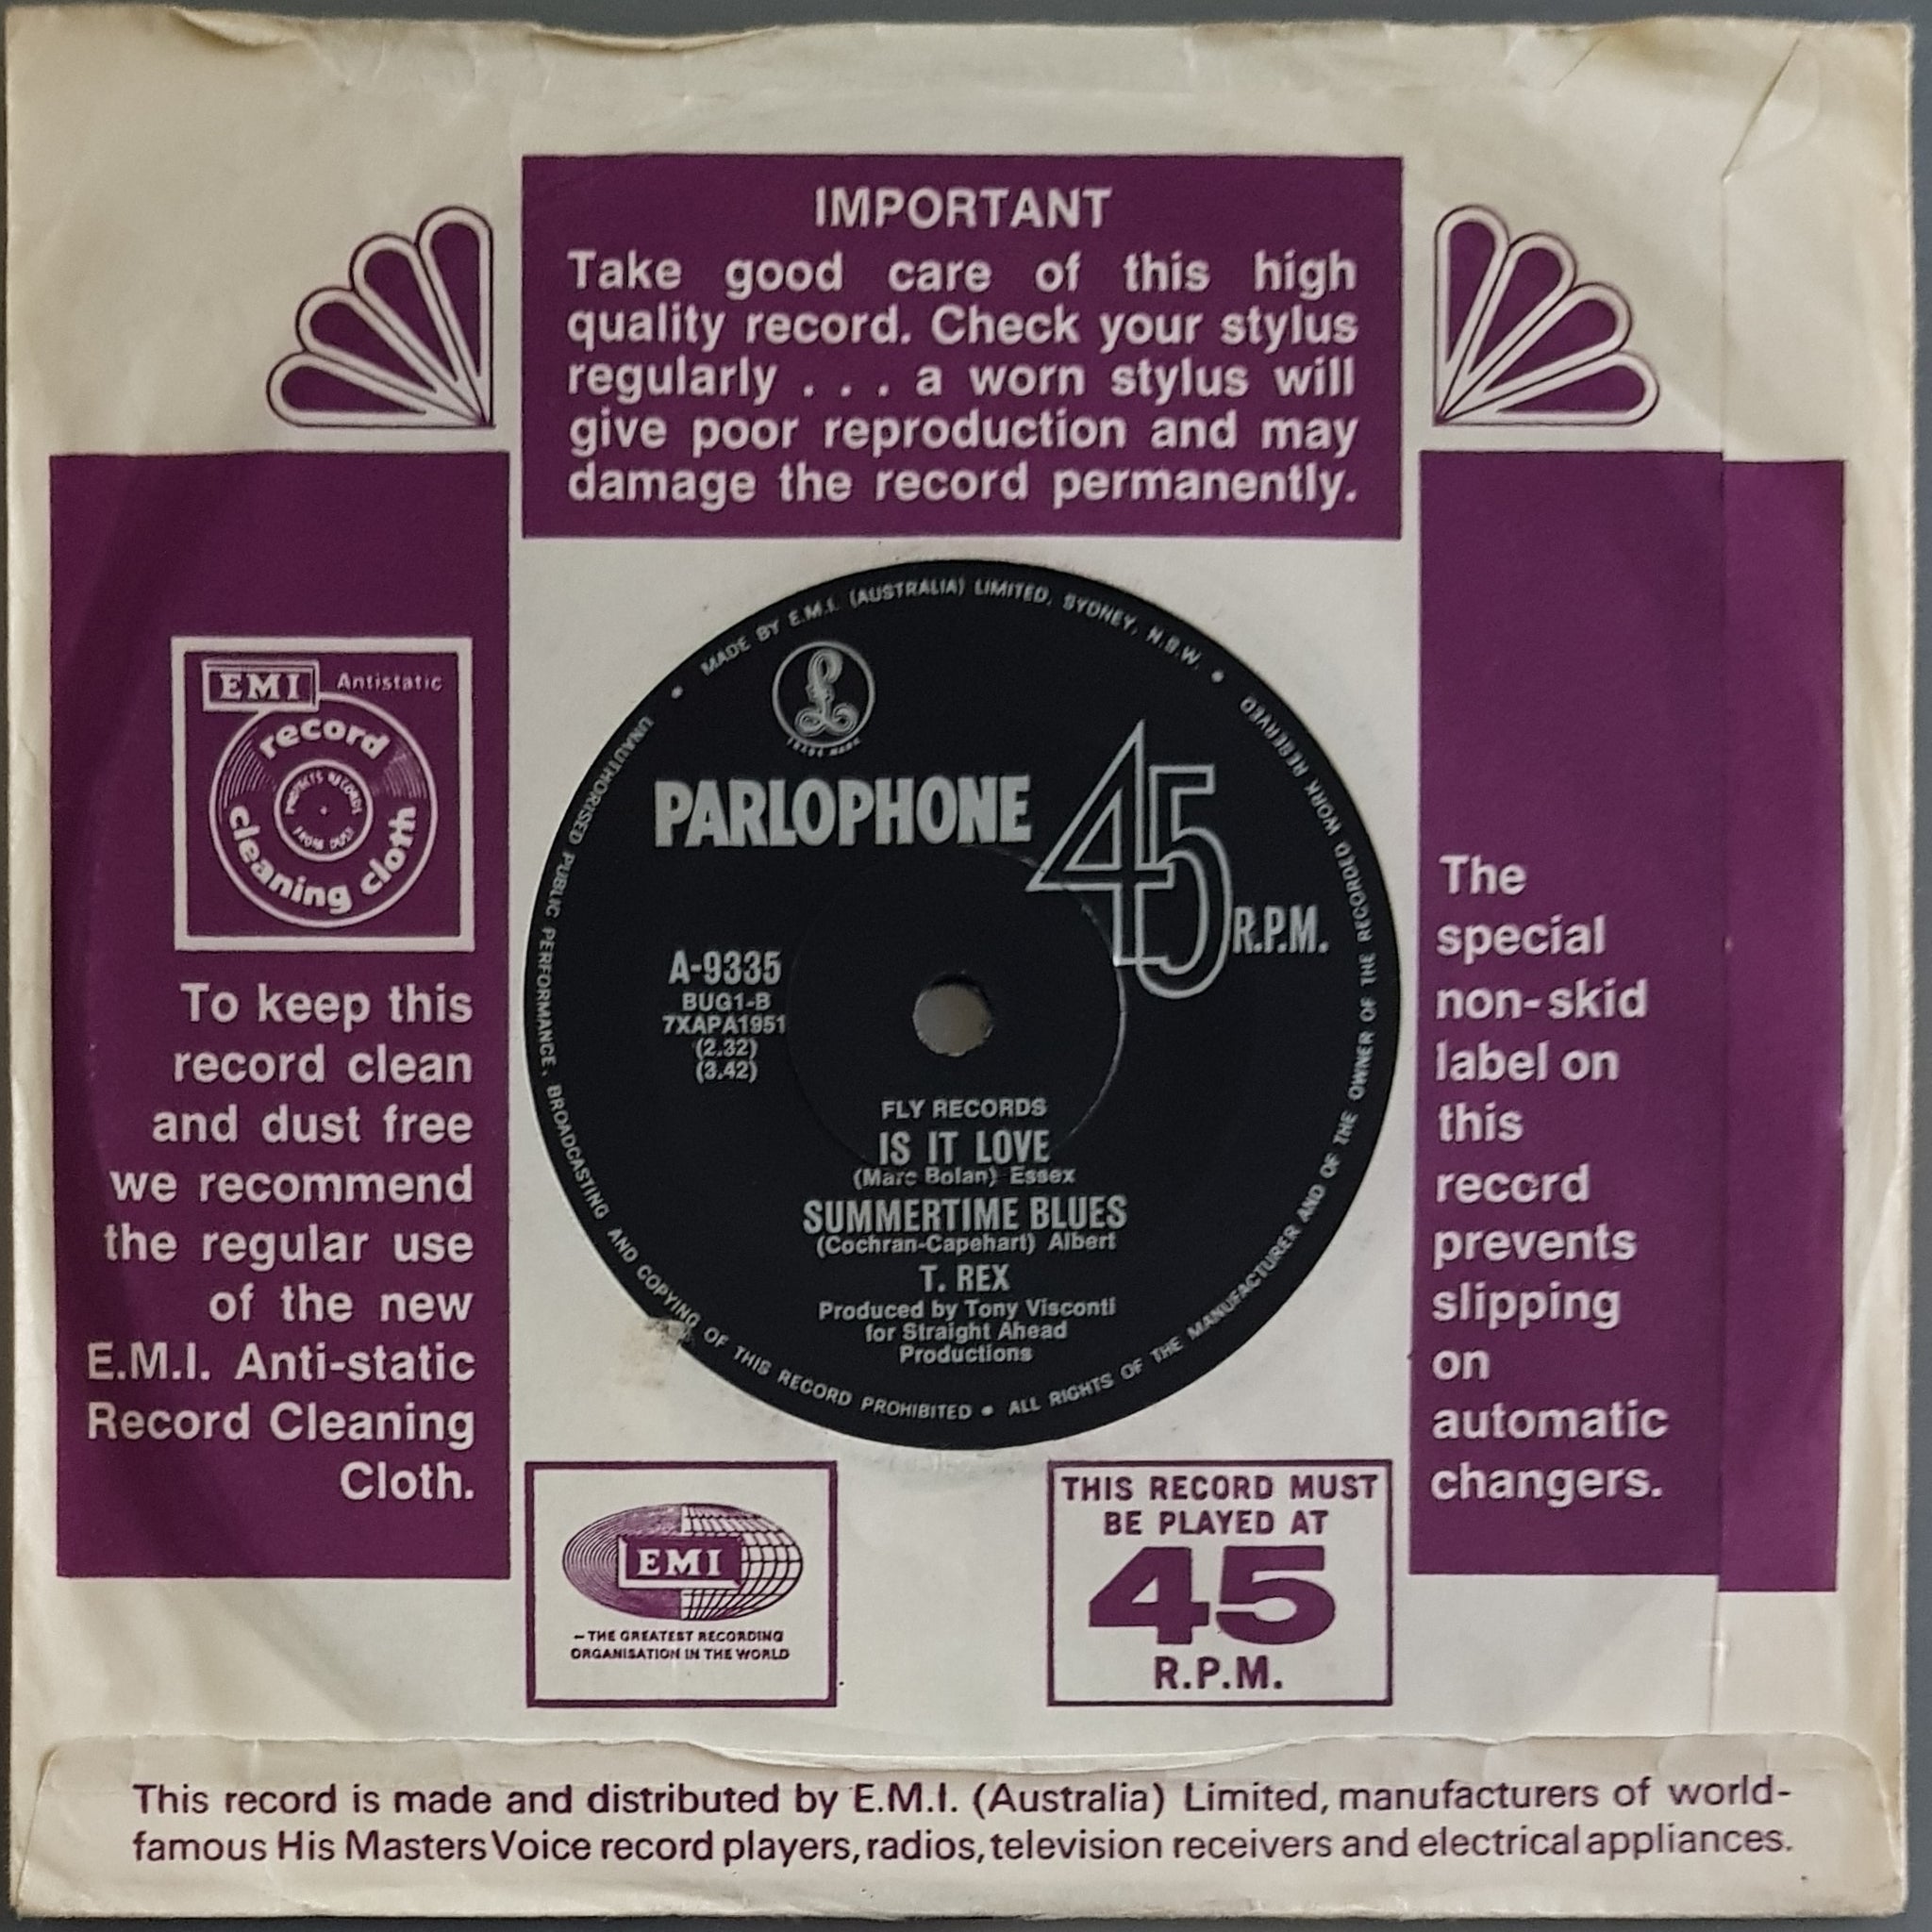 IMPORTANT
Take good care of this high
quality record. Check your stylus
regularly . . . a worn stylus will
give poor reproduction and may
damage the record permanently.
EMI Antistatic
record
PROTECTS RECORDS
FROM DUST
cleaning cloth
To keep this
record clean
and dust free
we recommend
the regular use
of the new
E.M.I. Anti-static
Record Cleaning
Cloth.
• MADE BY E.M.I. (AUSTRALIA) LIMITED, SYDNEY, N.S.W. •
UNAUTHORISED PUBLIC PERFORMANCE, BROADCASTING AND COPYING OF THIS RECORD PROHIBITED • ALL RIGHTS OF THE MANUFACTURER AND OF THE OWNER OF THE RECORDED WORK RESERVED
£
TRADE MARK
PARLOPHONE
45 R.P.M.
A-9335
BUG1-B
7XAPA1951
(2.32)
(3.42)
FLY RECORDS
IS IT LOVE
(Marc Bolan) Essex
SUMMERTIME BLUES
(Cochran-Capehart) Albert
T. REX
Produced by Tony Visconti
for Straight Ahead
Productions
The
special
non-skid
label on
this
record
prevents
slipping
on
automatic
changers.
EMI
—THE GREATEST RECORDING
ORGANISATION IN THE WORLD
THIS RECORD MUST
BE PLAYED AT
45
R.P.M.
This record is made and distributed by E.M.I. (Australia) Limited, manufacturers of world-
famous His Masters Voice record players, radios, television receivers and electrical appliances.